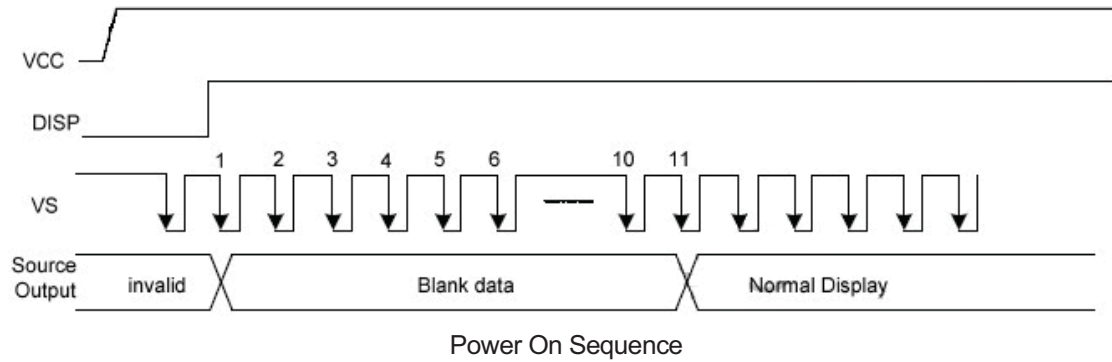 VCC
DISP
1 2 3 4 5 6 10 11
VS
Source
Output
invalid
Blank data
Normal Display
Power On Sequence